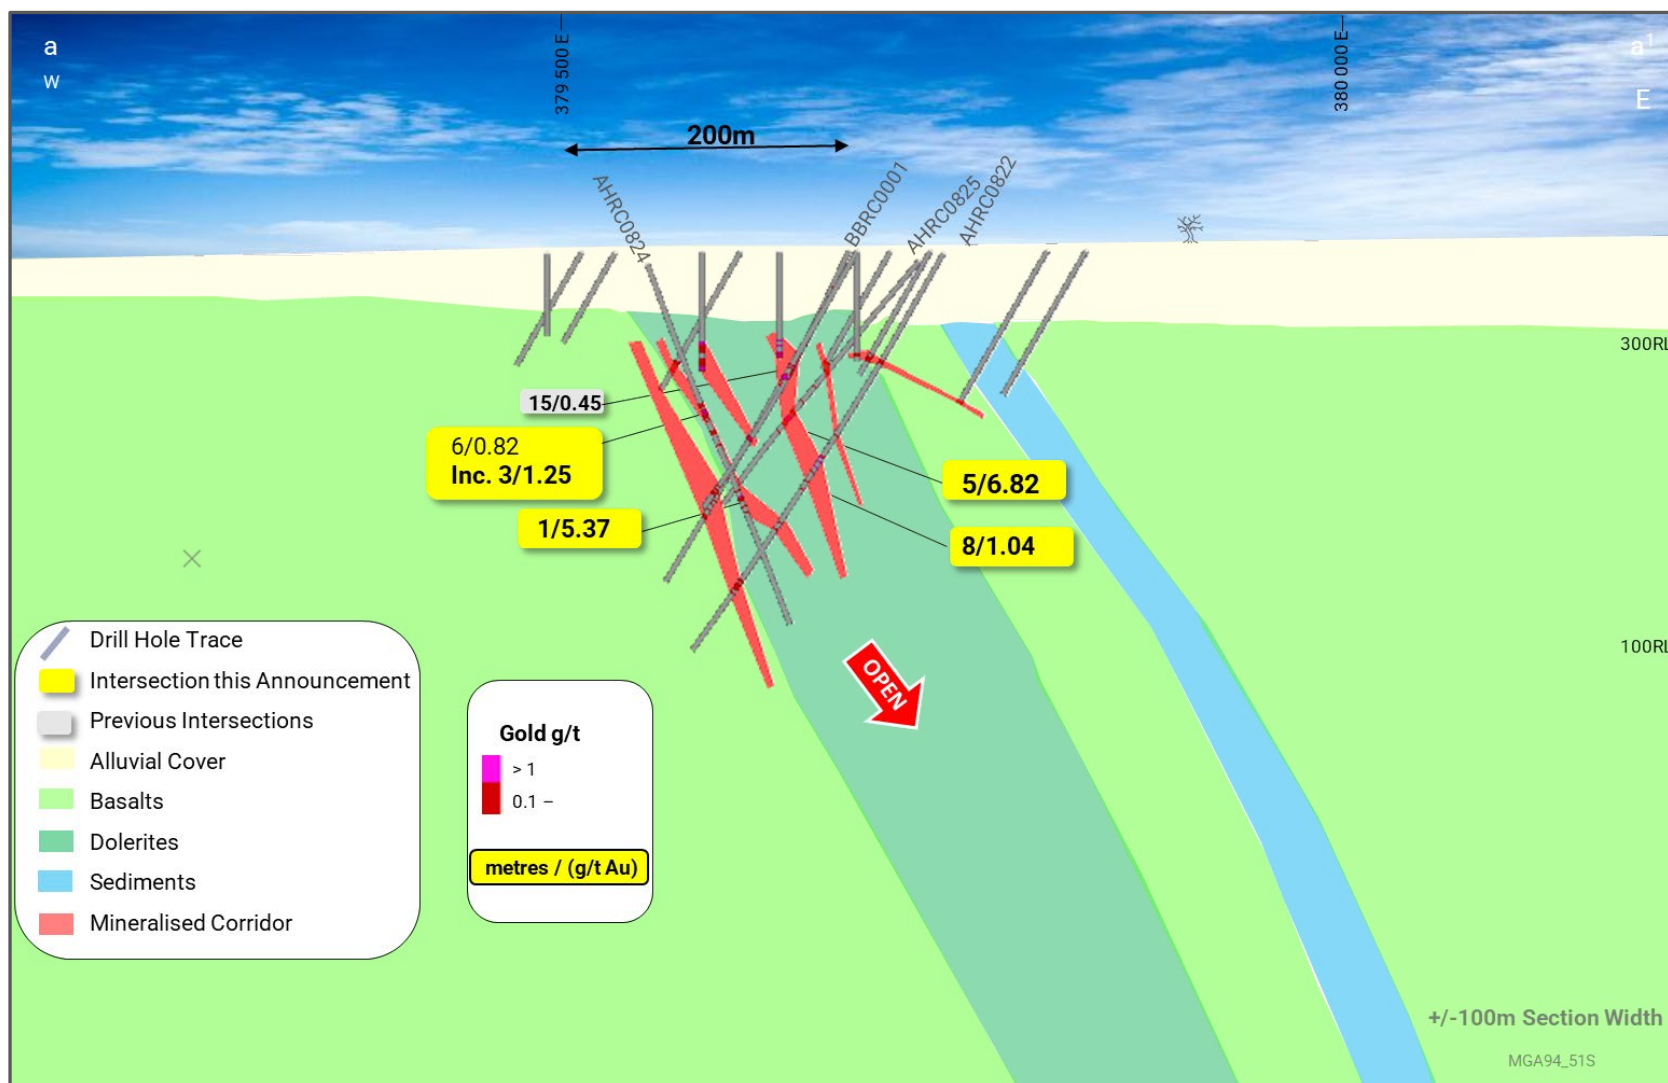 a
W
379 500 E
380 000 E
a¹
E
200m
AHRC0824
BBRC0001
AHRC0825
AHRC0822
300RL
15/0.45
6/0.82
Inc. 3/1.25
1/5.37
5/6.82
8/1.04
100RL
OPEN
Drill Hole Trace
Intersection this Announcement
Previous Intersections
Alluvial Cover
Basalts
Dolerites
Sediments
Mineralised Corridor
Gold g/t
> 1
0.1 –
metres / (g/t Au)
+/-100m Section Width
MGA94_51S